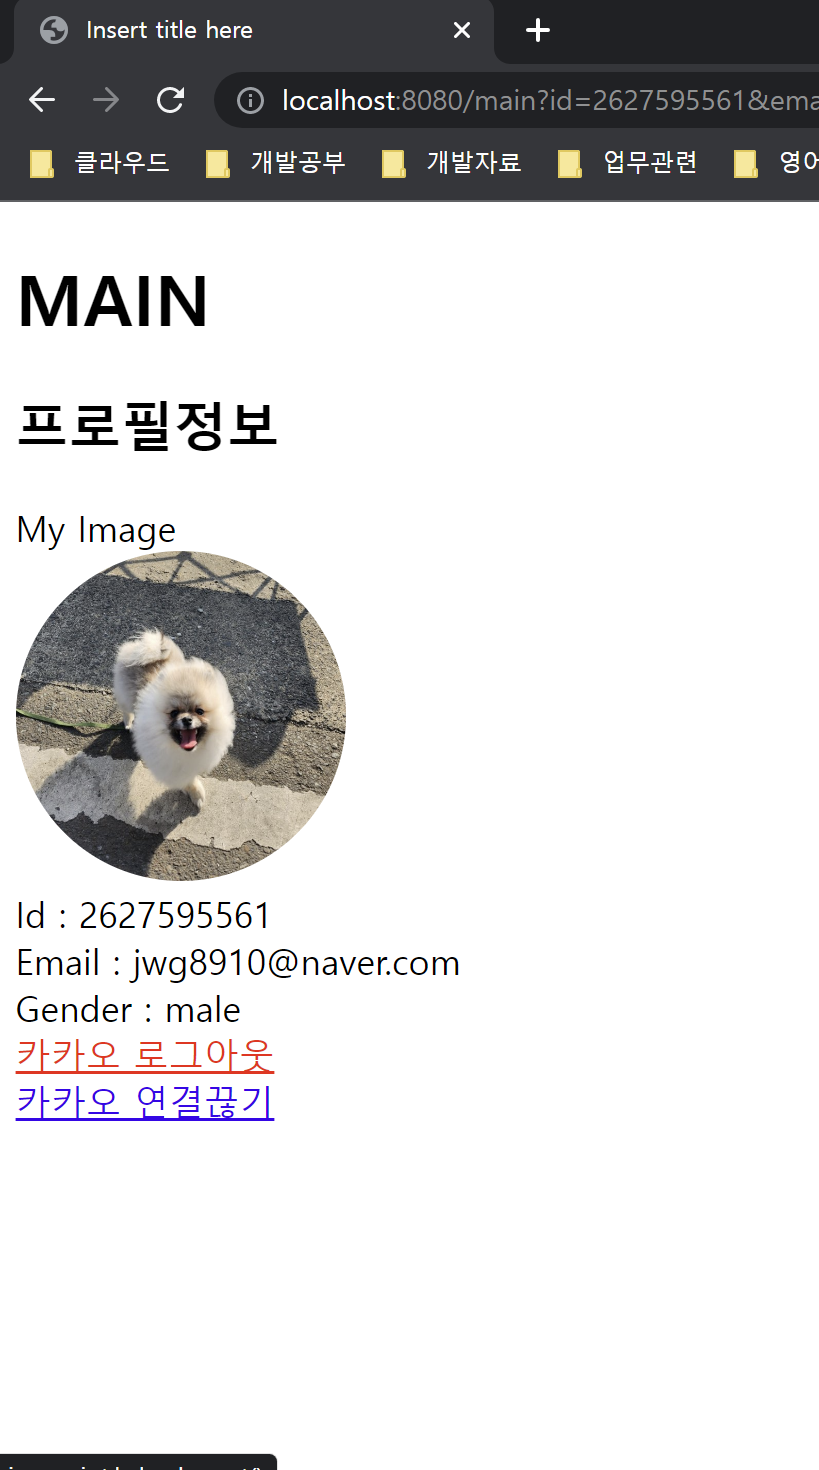 Insert title here
localhost:8080/main?id=2627595561&ema
클라우드 개발공부 개발자료 업무관련 영어
MAIN
프로필정보
My Image
Id : 2627595561
Email : jwg8910@naver.com
Gender : male
카카오 로그아웃
카카오 연결끊기